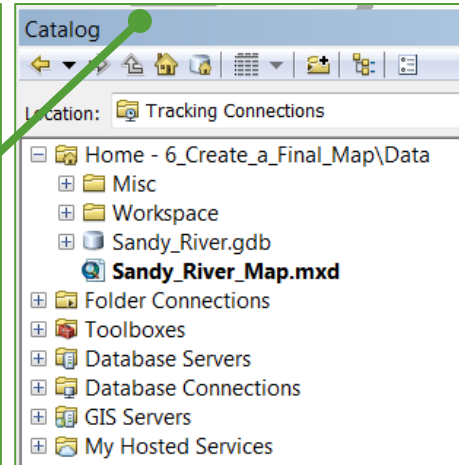 Catalog
Location: Tracking Connections
Home - 6_Create_a_Final_Map\Data
Misc
Workspace
Sandy_River.gdb
Sandy_River_Map.mxd
Folder Connections
Toolboxes
Database Servers
Database Connections
GIS Servers
My Hosted Services